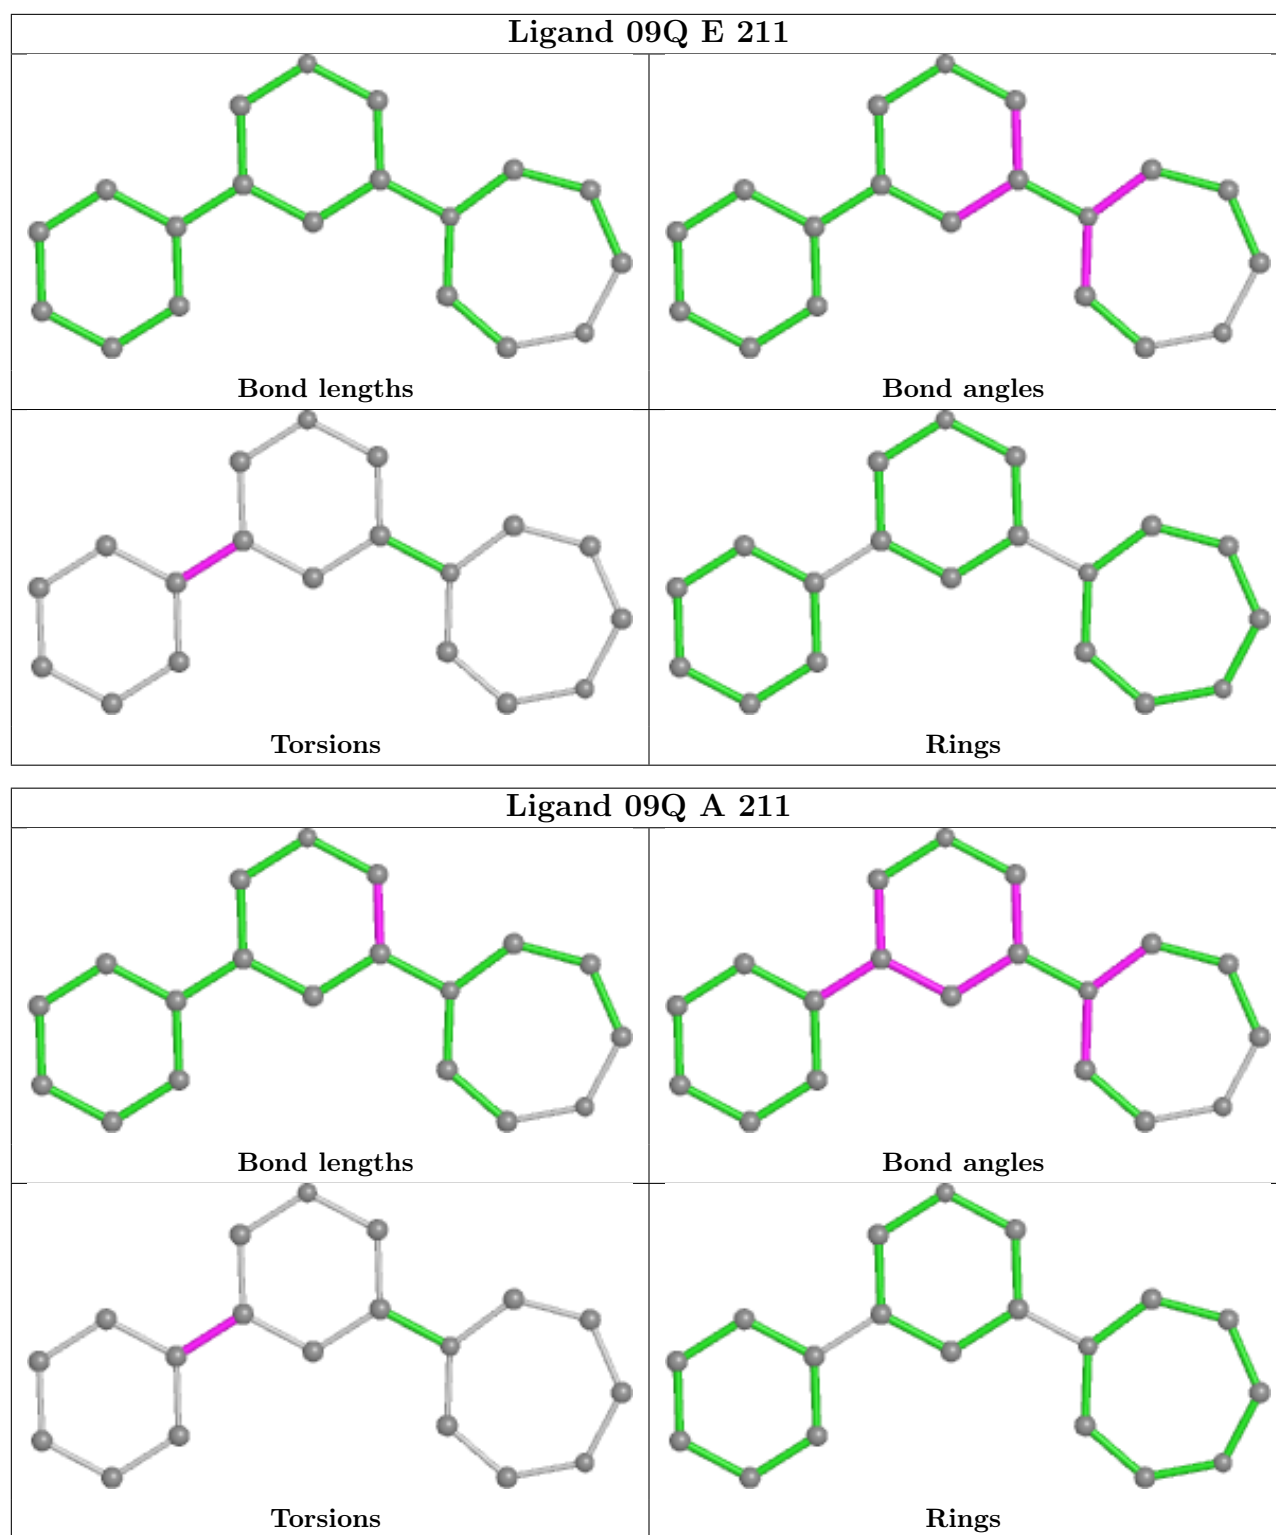 Ligand 09Q E 211
Bond lengths
Bond angles
Torsions
Rings
Ligand 09Q A 211
Bond lengths
Bond angles
Torsions
Rings